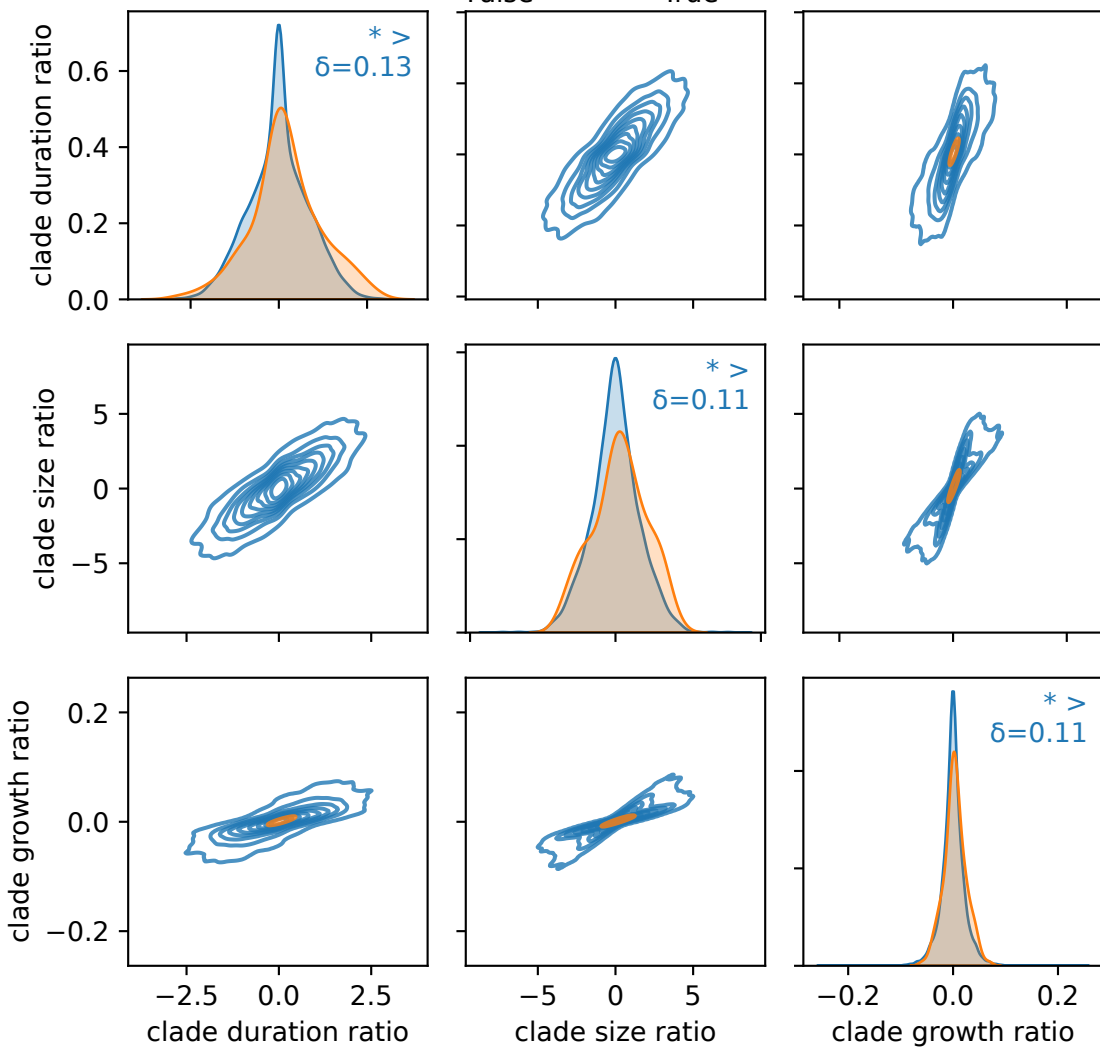 clade duration ratio
0.6
0.4
0.2
0.0
* >
δ=0.13
clade size ratio
5
0
−5
* >
δ=0.11
clade growth ratio
0.2
0.0
−0.2
* >
δ=0.11
−2.5 0.0 2.5
−5 0 5
−0.2 0.0 0.2
clade duration ratio
clade size ratio
clade growth ratio